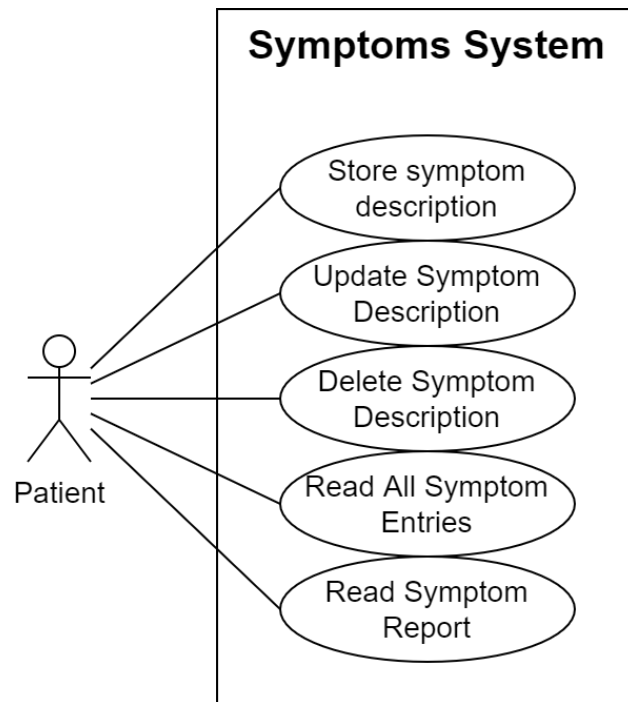 Symptoms System
Store symptom
description
Update Symptom
Description
Delete Symptom
Description
Read All Symptom
Entries
Read Symptom
Report
Patient